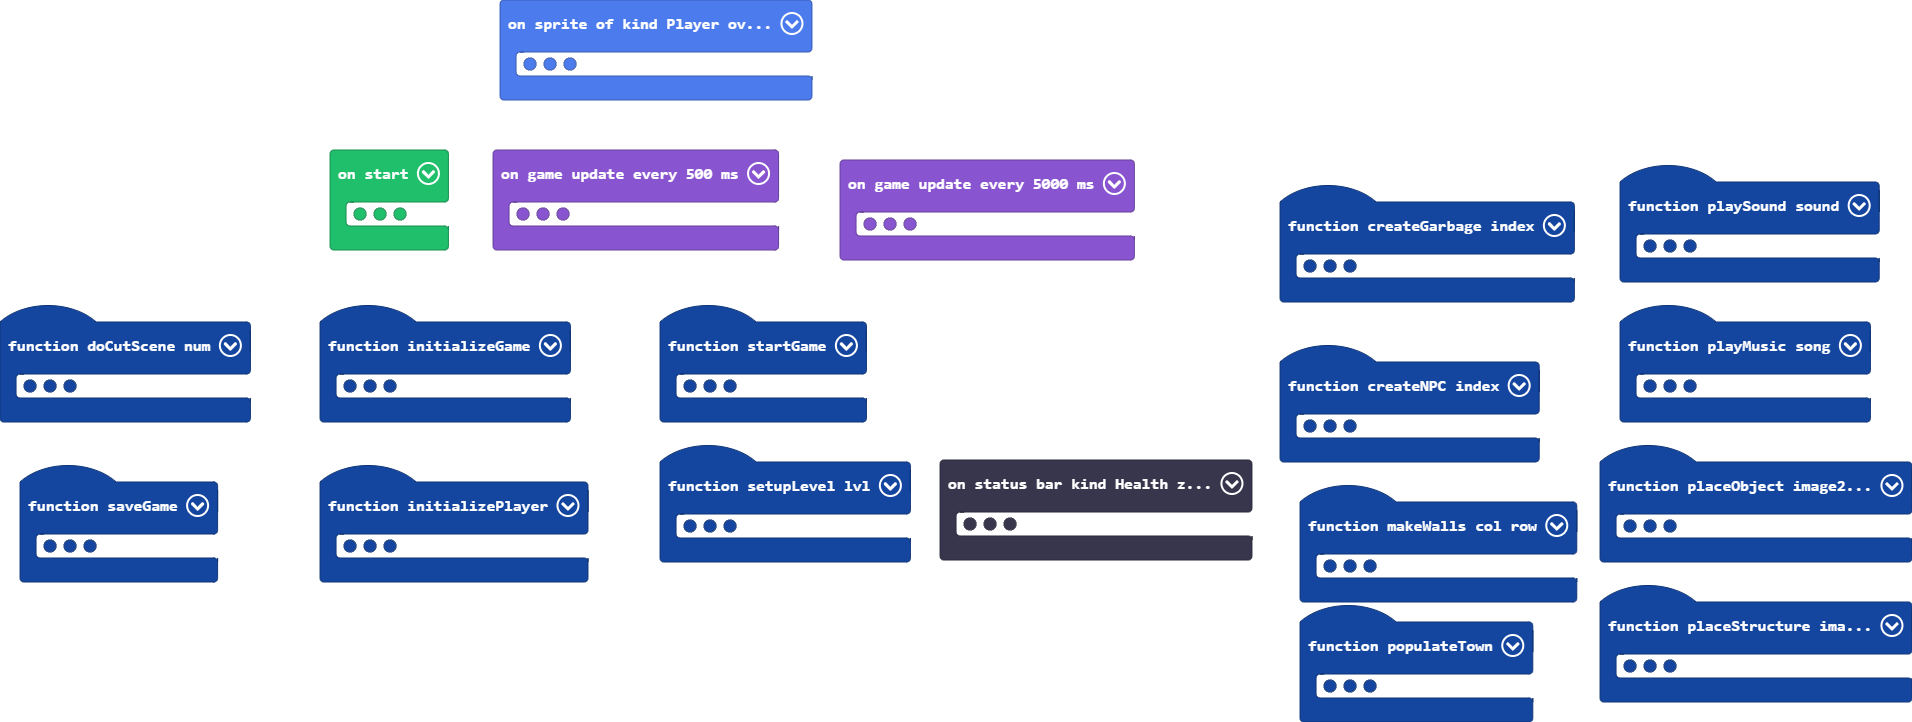 on sprite of kind Player ov...
on start
on game update every 500 ms
on game update every 5000 ms
function createGarbage index
function playSound sound
function doCutScene num
function initializeGame
function startGame
function createNPC index
function playMusic song
function saveGame
function initializePlayer
function setupLevel lvl
on status bar kind Health z...
function makeWalls col row
function placeObject image2...
function populateTown
function placeStructure ima...